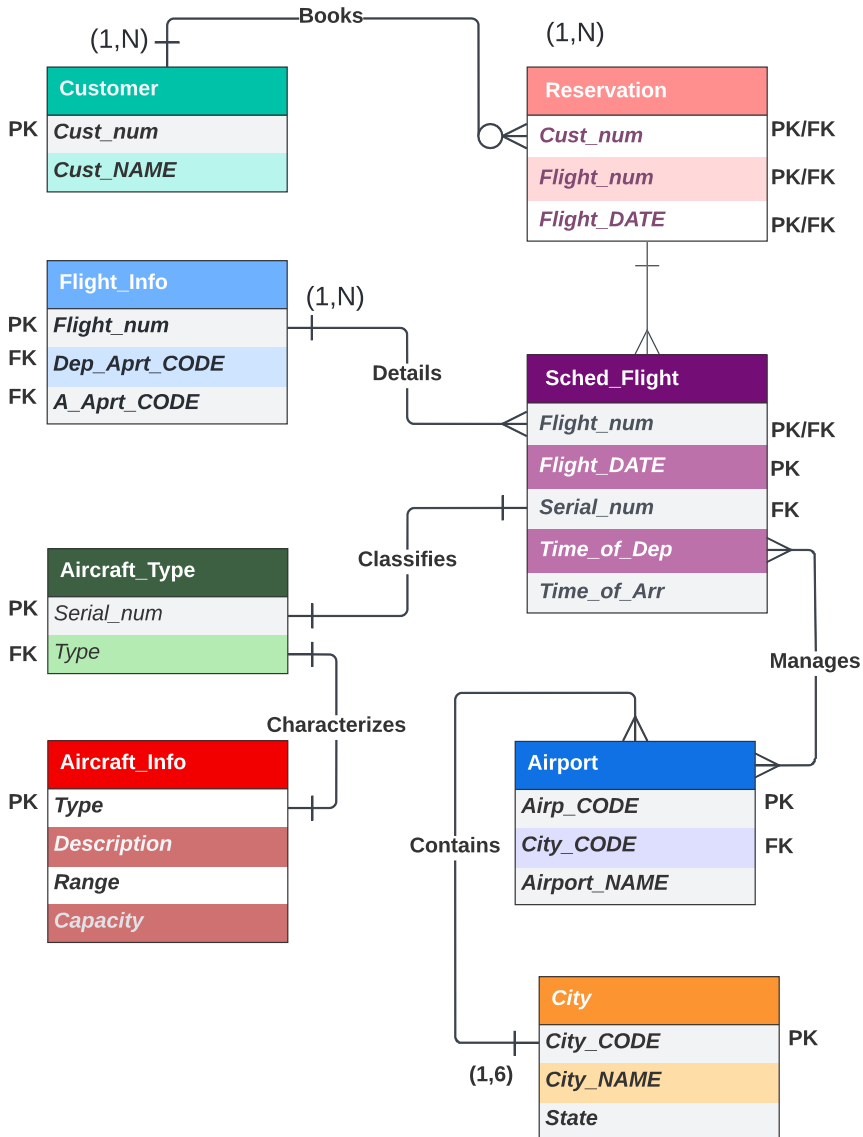 Books
(1,N)
(1,N)
Customer
PK
Cust_num
Cust_NAME
Reservation
Cust_num
PK/FK
Flight_num
PK/FK
Flight_DATE
PK/FK
Flight_Info
(1,N)
PK
Flight_num
FK
Dep_Aprt_CODE
FK
A_Aprt_CODE
Details
Sched_Flight
Flight_num
PK/FK
Flight_DATE
PK
Serial_num
FK
Time_of_Dep
Time_of_Arr
Classifies
Aircraft_Type
PK
Serial_num
FK
Type
Manages
Characterizes
Aircraft_Info
PK
Type
Description
Range
Capacity
Airport
Airp_CODE
PK
City_CODE
FK
Airport_NAME
Contains
City
City_CODE
PK
City_NAME
State
(1,6)